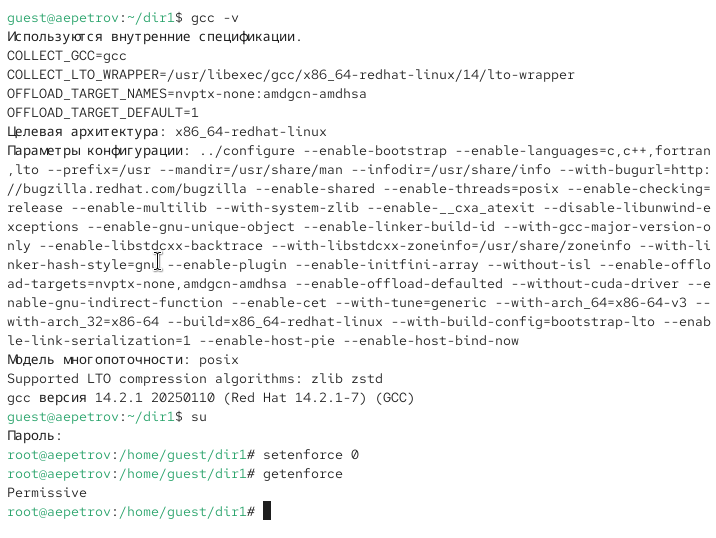 guest@aepetrov:~/dir1$ gcc -v
Используются внутренние спецификации.
COLLECT_GCC=gcc
COLLECT_LTO_WRAPPER=/usr/libexec/gcc/x86_64-redhat-linux/14/lto-wrapper
OFFLOAD_TARGET_NAMES=nvptx-none:amdgcn-amdhsa
OFFLOAD_TARGET_DEFAULT=1
Целевая архитектура: x86_64-redhat-linux
Параметры конфигурации: ../configure --enable-bootstrap --enable-languages=c,c++,fortran
,lto --prefix=/usr --mandir=/usr/share/man --infodir=/usr/share/info --with-bugurl=http:
//bugzilla.redhat.com/bugzilla --enable-shared --enable-threads=posix --enable-checking=
release --enable-multilib --with-system-zlib --enable-__cxa_atexit --disable-libunwind-e
xceptions --enable-gnu-unique-object --enable-linker-build-id --with-gcc-major-version-o
nly --enable-libstdcxx-backtrace --with-libstdcxx-zoneinfo=/usr/share/zoneinfo --with-li
nker-hash-style=gnu --enable-plugin --enable-initfini-array --without-isl --enable-offlo
ad-targets=nvptx-none,amdgcn-amdhsa --enable-offload-defaulted --without-cuda-driver --e
nable-gnu-indirect-function --enable-cet --with-tune=generic --with-arch_64=x86-64-v3 --
with-arch_32=x86-64 --build=x86_64-redhat-linux --with-build-config=bootstrap-lto --enab
le-link-serialization=1 --enable-host-pie --enable-host-bind-now
Модель многопоточности: posix
Supported LTO compression algorithms: zlib zstd
gcc версия 14.2.1 20250110 (Red Hat 14.2.1-7) (GCC)
guest@aepetrov:~/dir1$ su
Пароль:
root@aepetrov:/home/guest/dir1# setenforce 0
root@aepetrov:/home/guest/dir1# getenforce
Permissive
root@aepetrov:/home/guest/dir1#